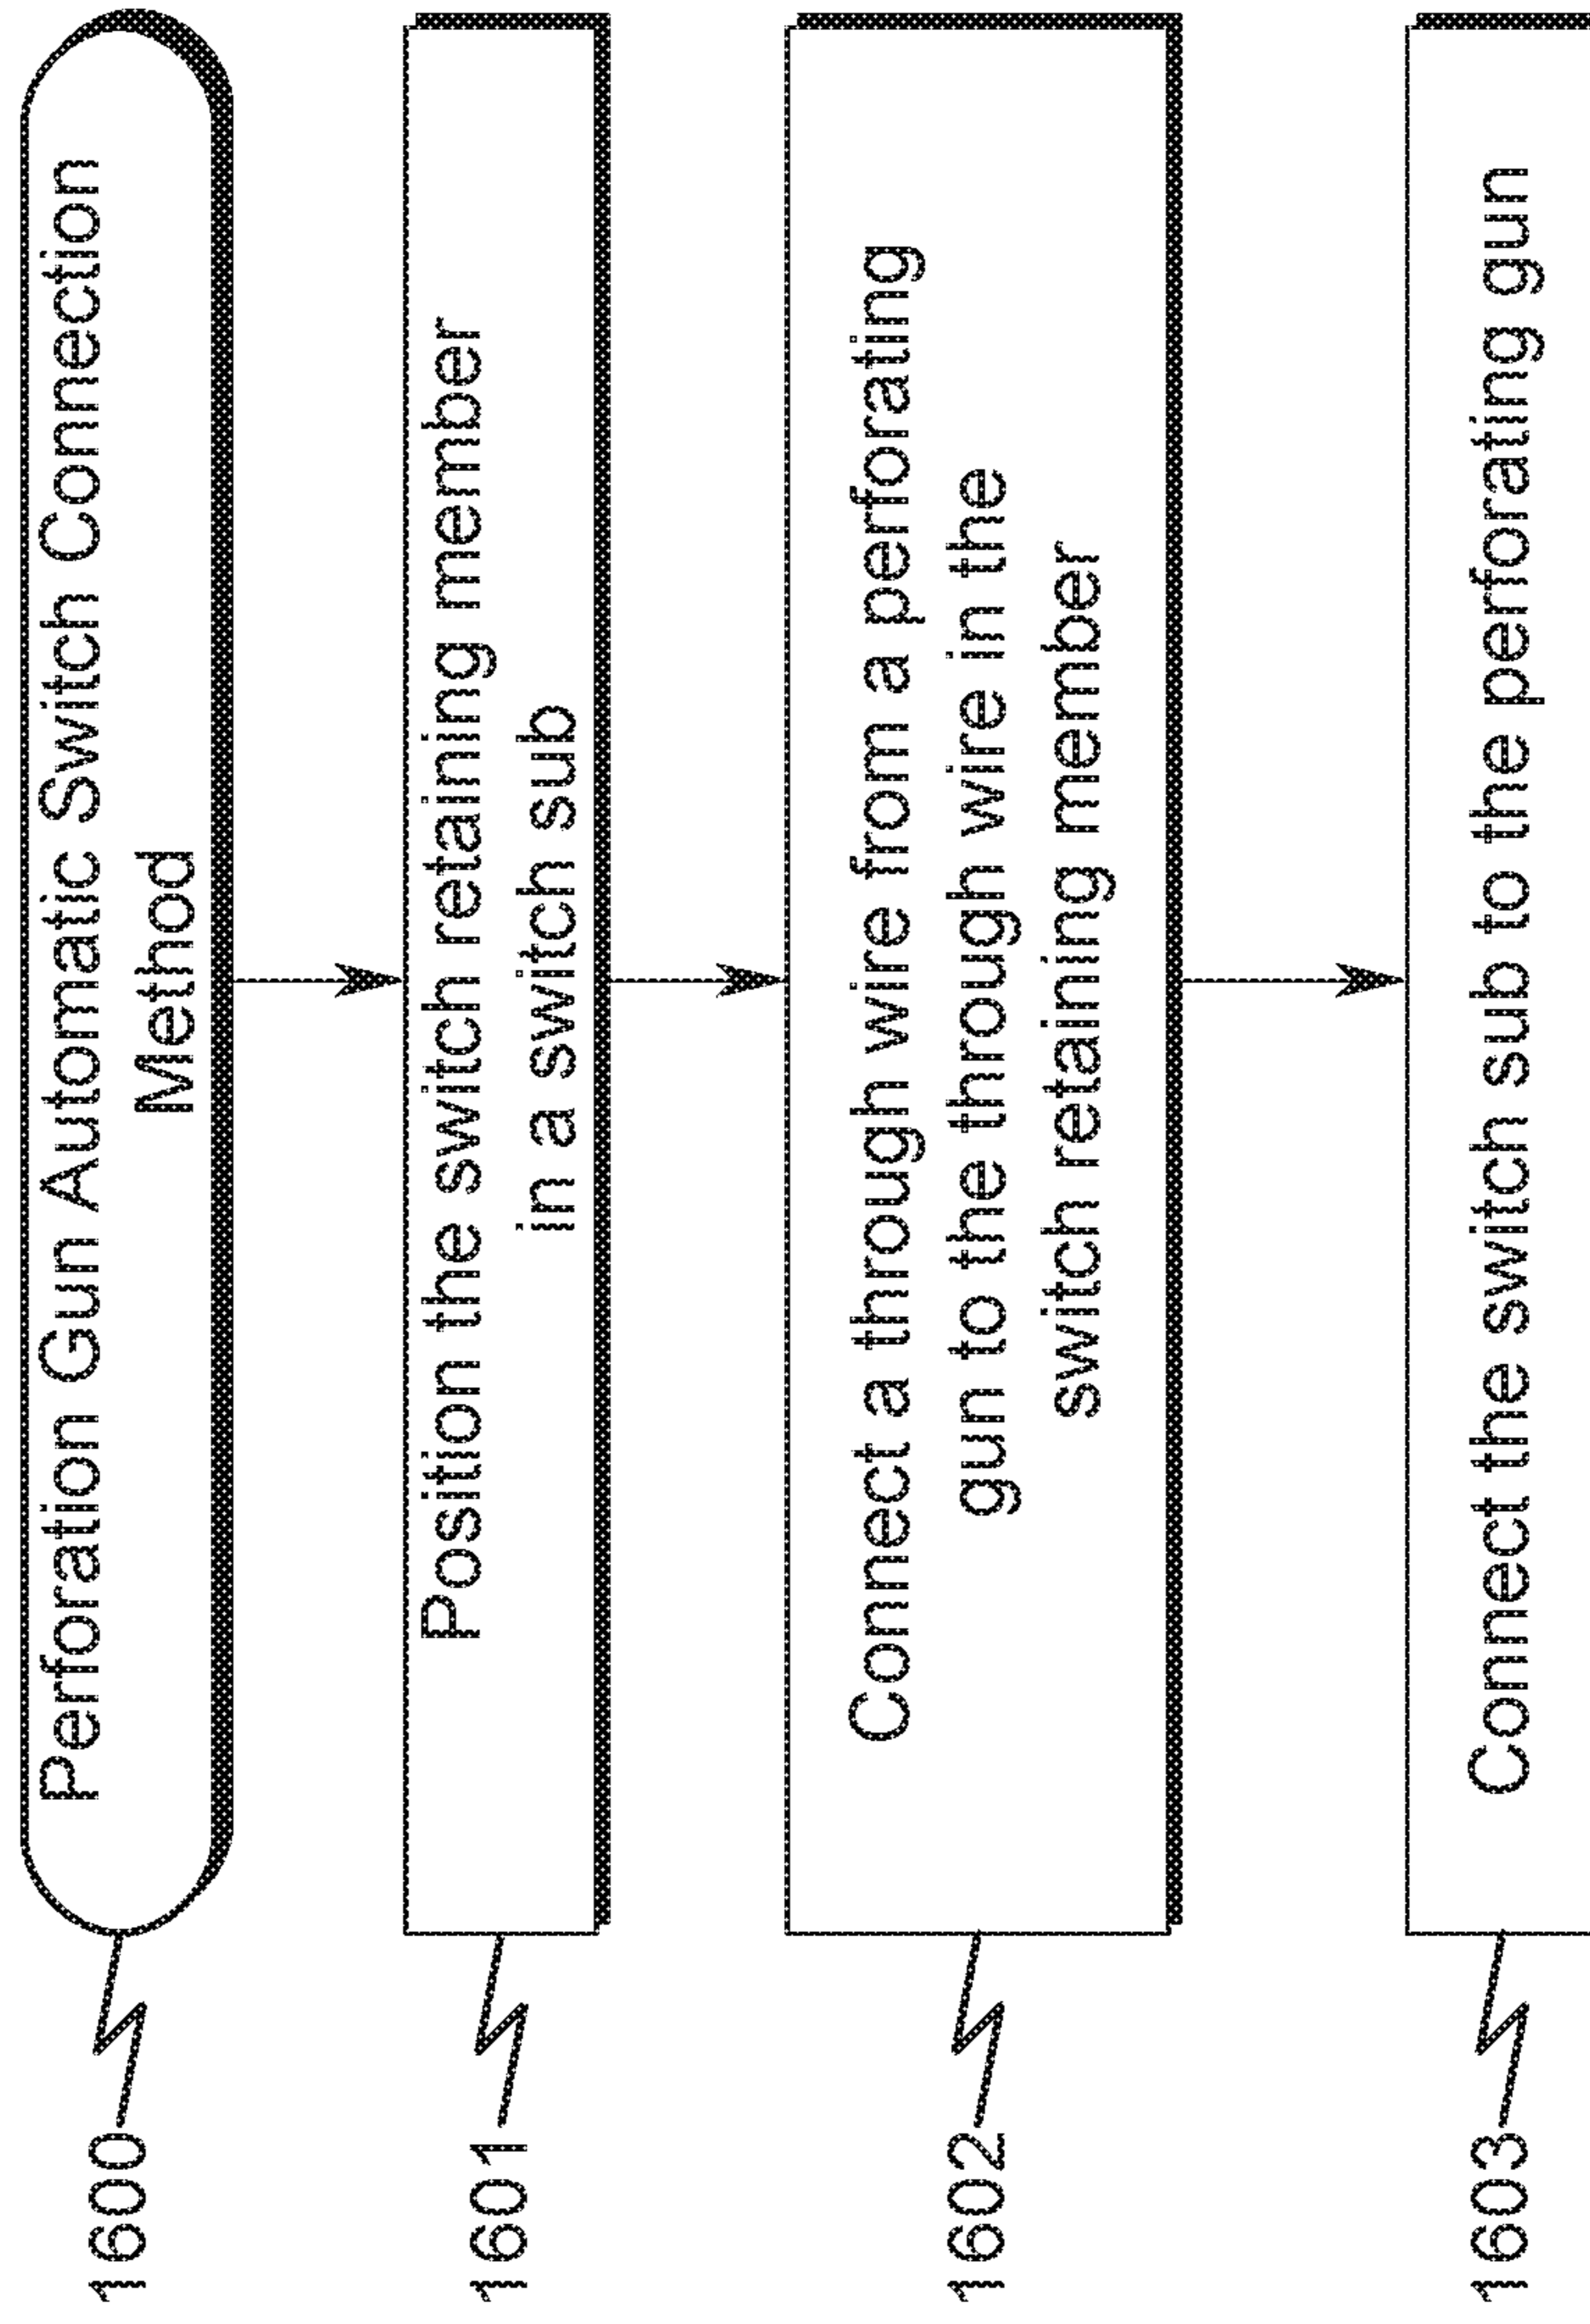 1600
Perforation Gun Automatic Switch Connection
Method
1601
Position the switch retaining member
in a switch sub
1602
Connect a through wire from a perforating
gun to the through wire in the
switch retaining member
1603
Connect the switch sub to the perforating gun